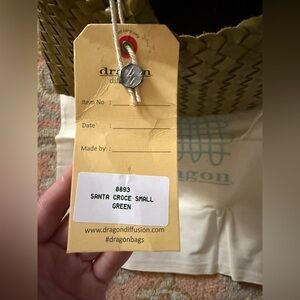 dragon
diffusion
Item No :
Date :
Made by :
8893
SANTA CROCE SMALL
GREEN
www.dragondiffusion.com
#dragonbags
dragon